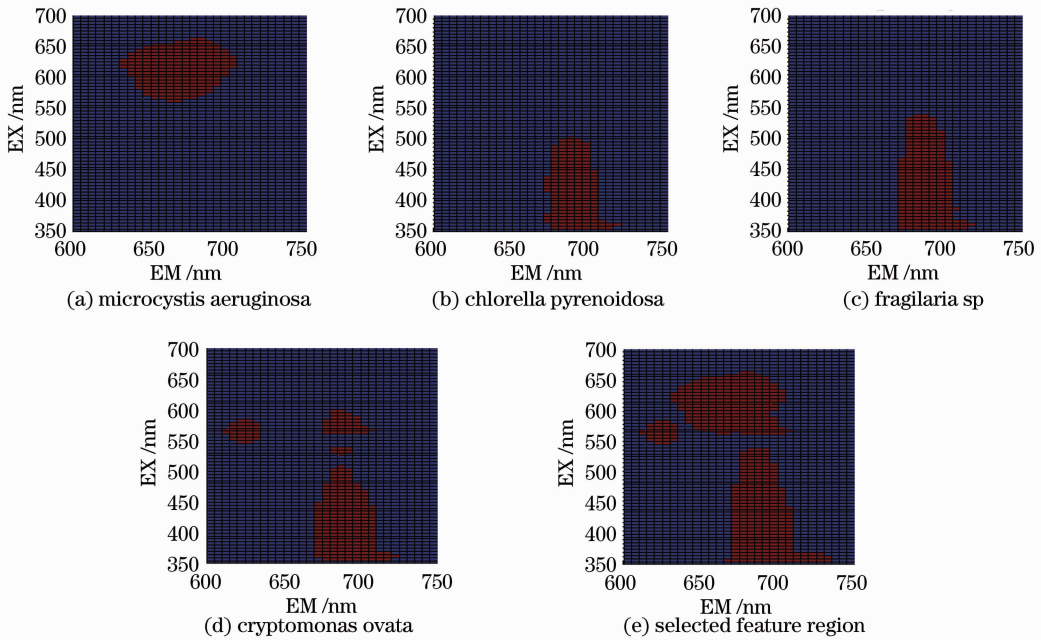 700
650
600
550
500
450
400
350
EX /nm
600 650 700 750
EM /nm
(a) microcystis aeruginosa
700
650
600
550
500
450
400
350
EX /nm
600 650 700 750
EM /nm
(b) chlorella pyrenoidosa
700
650
600
550
500
450
400
350
EX /nm
600 650 700 750
EM /nm
(c) fragilaria sp
700
650
600
550
500
450
400
350
EX /nm
600 650 700 750
EM /nm
(d) cryptomonas ovata
700
650
600
550
500
450
400
350
EX /nm
600 650 700 750
EM /nm
(e) selected feature region